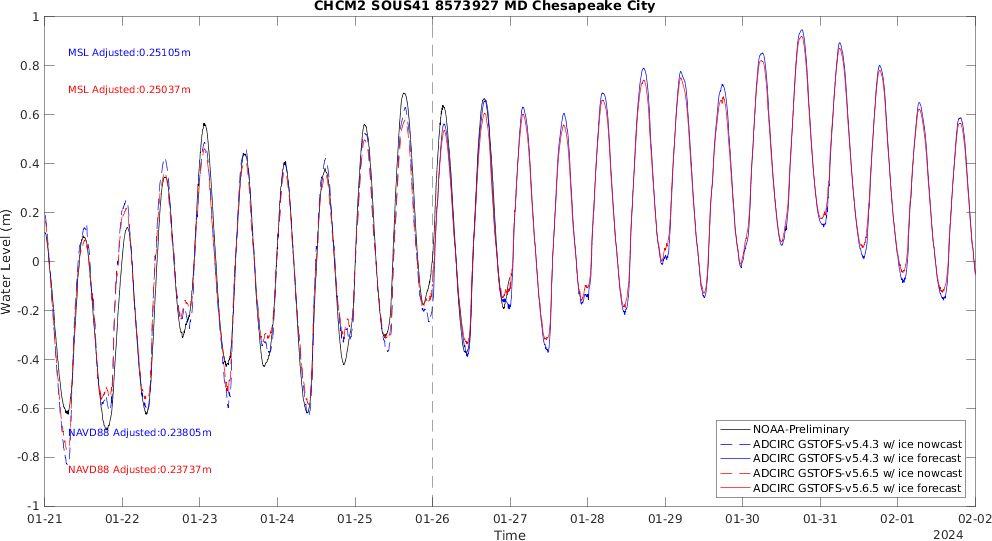 CHCM2 SOUS41 8573927 MD Chesapeake City
MSL Adjusted:0.25105m
MSL Adjusted:0.25037m
NAVD88 Adjusted:0.23805m
NAVD88 Adjusted:0.23737m
Water Level (m)
1
0.8
0.6
0.4
0.2
0
-0.2
-0.4
-0.6
-0.8
-1
NOAA-Preliminary
ADCIRC GSTOFS-v5.4.3 w/ ice nowcast
ADCIRC GSTOFS-v5.4.3 w/ ice forecast
ADCIRC GSTOFS-v5.6.5 w/ ice nowcast
ADCIRC GSTOFS-v5.6.5 w/ ice forecast
01-21 01-22 01-23 01-24 01-25 01-26 01-27 01-28 01-29 01-30 01-31 02-01 02-02
Time
2024